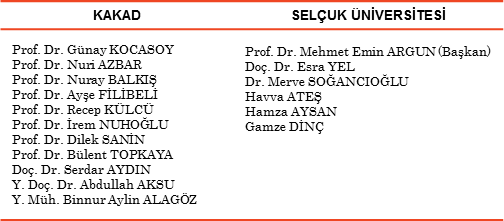 KAKAD
Prof. Dr. Günay KOCASOY
Prof. Dr. Nuri AZBAR
Prof. Dr. Nuray BALKIŞ
Prof. Dr. Ayşe FİLİBELİ
Prof. Dr. Recep KÜLCÜ
Prof. Dr. İrem NUHOĞLU
Prof. Dr. Dilek SANİN
Prof. Dr. Bülent TOPKAYA
Doç. Dr. Serdar AYDIN
Y. Doç. Dr. Abdullah AKSU
Y. Müh. Binnur Aylin ALAGÖZ
SELÇUK ÜNİVERSİTESİ
Prof. Dr. Mehmet Emin ARGUN (Başkan)
Doç. Dr. Esra YEL
Dr. Merve SOĞANCIOĞLU
Havva ATEŞ
Hamza AYSAN
Gamze DİNÇ